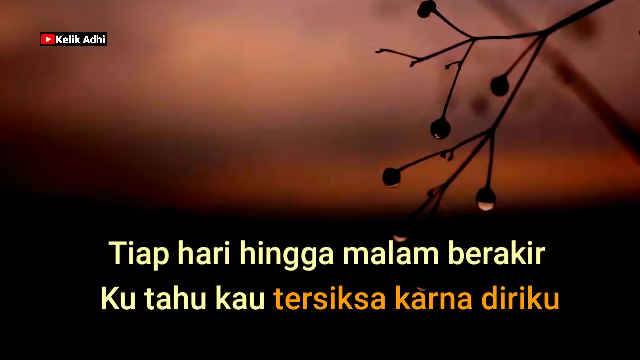 Kelik Adhi
Tiap hari hingga malam berakir
Ku tahu kau tersiksa karna diriku